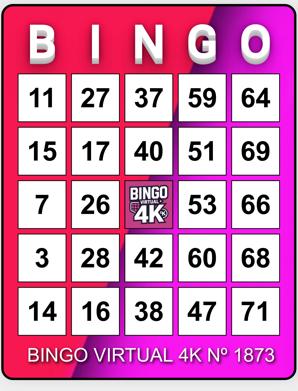 BINGO
11 27 37 59 64
15 17 40 51 69
7 26 BINGO VIRTUAL 4K 53 66
3 28 42 60 68
14 16 38 47 71
BINGO VIRTUAL 4K Nº 1873